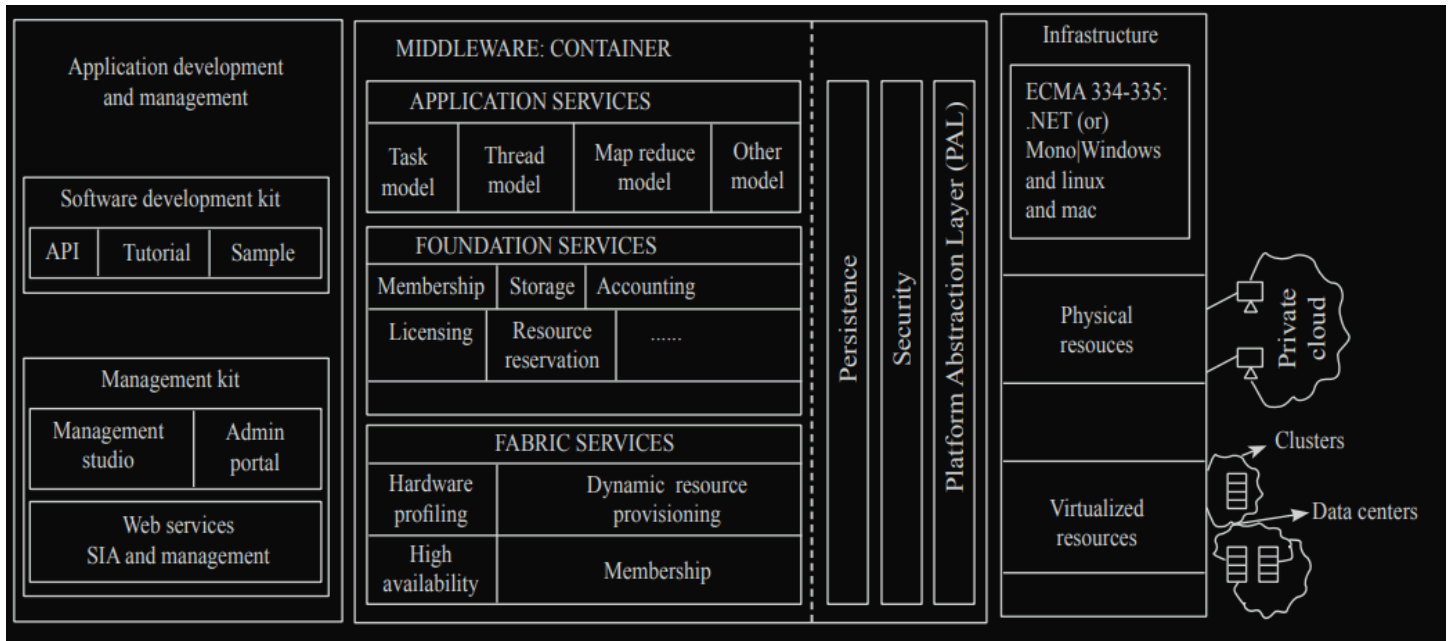 Application development
and management
Software development kit
API
Tutorial
Sample
Management kit
Management
studio
Admin
portal
Web services
SIA and management
MIDDLEWARE: CONTAINER
APPLICATION SERVICES
Task
model
Thread
model
Map reduce
model
Other
model
FOUNDATION SERVICES
Membership
Storage
Accounting
Licensing
Resource
reservation
......
FABRIC SERVICES
Hardware
profiling
Dynamic resource
provisioning
High
availability
Membership
Persistence
Security
Platform Abstraction Layer (PAL)
Infrastructure
ECMA 334-335:
.NET (or)
Mono|Windows
and linux
and mac
Physical
resouces
Private
cloud
Clusters
Virtualized
resources
Data centers